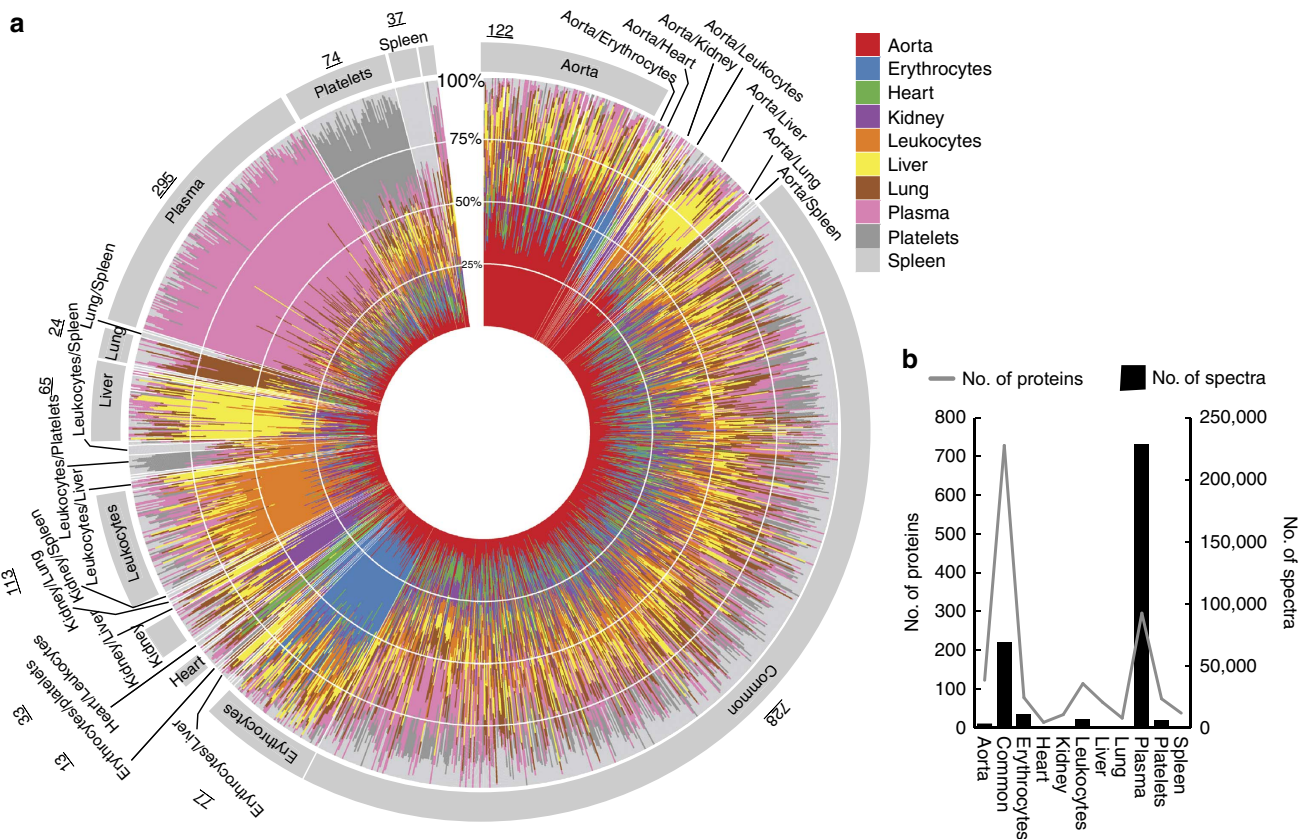 a
122
Aorta
Aorta/Erythrocytes
Aorta/Heart
Aorta/Kidney
Aorta/Leukocytes
Aorta/Liver
Aorta/Lung
Aorta/Spleen
Common
729
Erythrocytes
77
Erythrocytes/Liver
Erythrocytes/platelets
13
Heart
Heart/Leukocytes
33
Kidney
Kidney/Liver
Kidney/Lung
Kidney/Spleen
113
Leukocytes
Leukocytes/Liver
Leukocytes/Platelets
Leukocytes/Spleen
65
Liver
24
Lung
Lung/Spleen
295
Plasma
74
Platelets
37
Spleen
100%
75%
50%
25%
Aorta
Erythrocytes
Heart
Kidney
Leukocytes
Liver
Lung
Plasma
Platelets
Spleen
b
No. of proteins
No. of spectra
No. of proteins
800
700
600
500
400
300
200
100
0
250,000
200,000
150,000
100,000
50,000
0
No. of spectra
Aorta
Common
Erythrocytes
Heart
Kidney
Leukocytes
Liver
Lung
Plasma
Platelets
Spleen